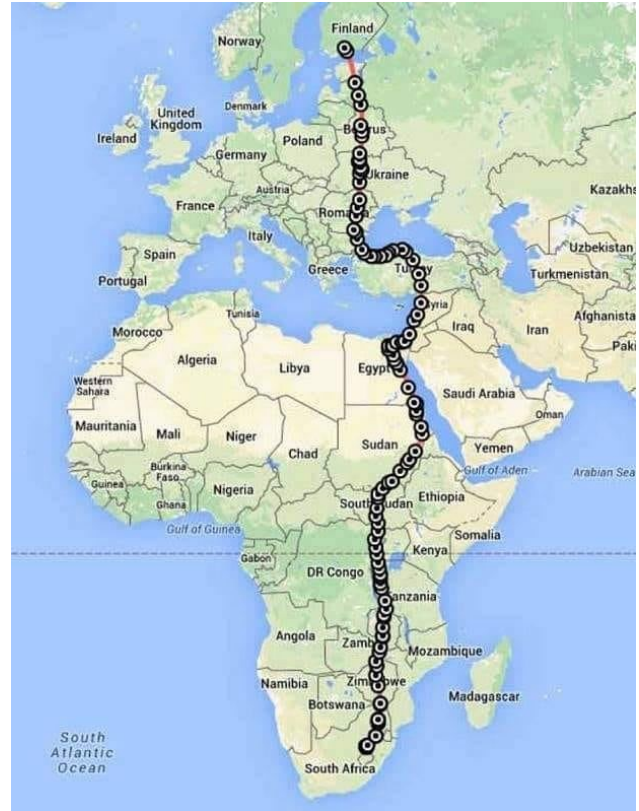 Finland
Norway
Denmark
United
Kingdom
Ireland
Belarus
Poland
Germany
Ukraine
Austria
Kazakhs
France
Romania
Italy
Uzbekistan
Spain
Greece
Turkey
Turkmenistan
Portugal
Syria
Afghanista
Tunisia
Iraq
Iran
Morocco
Paki
Algeria
Libya
Egypt
Western
Sahara
Saudi Arabia
Oman
Mauritania
Mali
Niger
Sudan
Chad
Yemen
Burkina
Faso
Gulf of Aden
Arabian Sea
Guinea
Nigeria
South Sudan
Ethiopia
Ghana
Gulf of Guinea
Somalia
Gabon
Kenya
DR Congo
Tanzania
Angola
Zamb
Mozambique
Namibia
Zimbabwe
Madagascar
Botswana
South
Atlantic
Ocean
South Africa